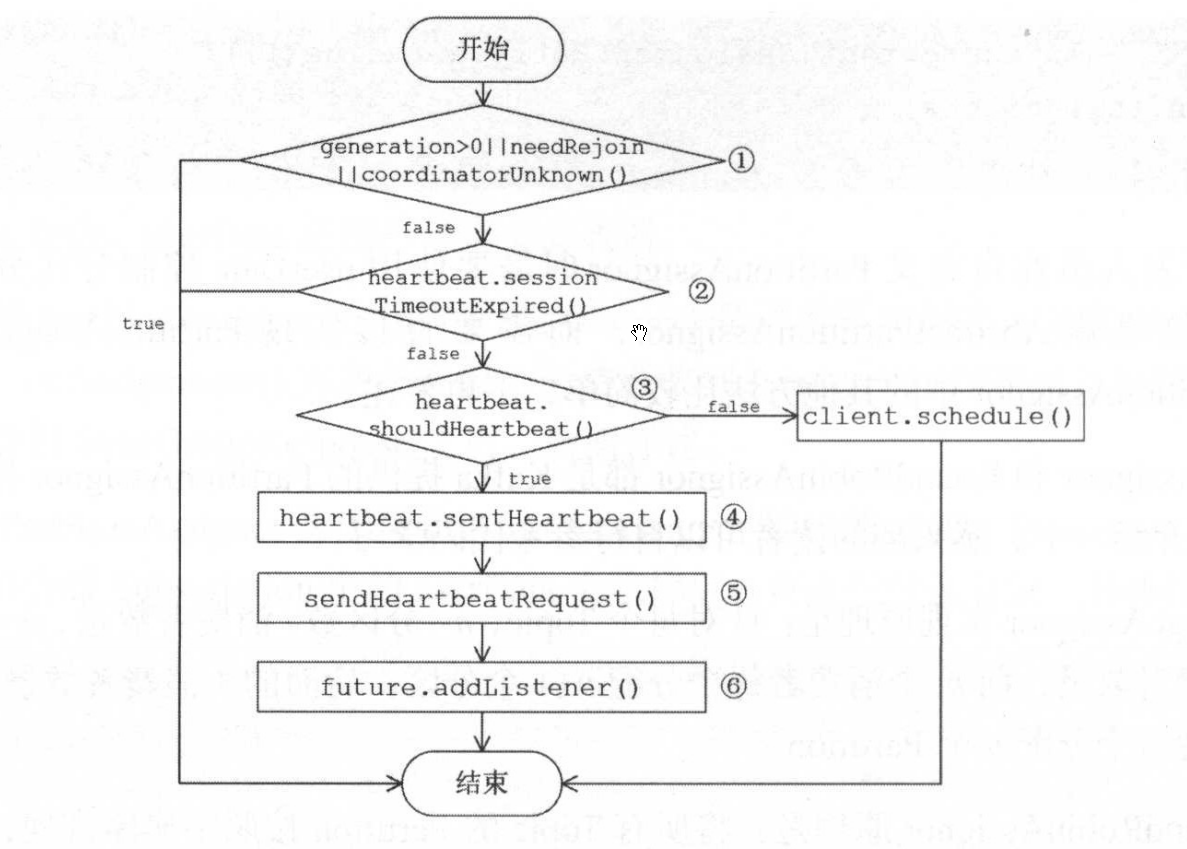 开始
generation>0||needRejoin
||coordinatorUnknown()
①
false
heartbeat.session
TimeoutExpired()
②
true
false
③
heartbeat.
shouldHeartbeat()
false
client.schedule()
true
heartbeat.sentHeartbeat()
④
sendHeartbeatRequest()
⑤
future.addListener()
⑥
结束